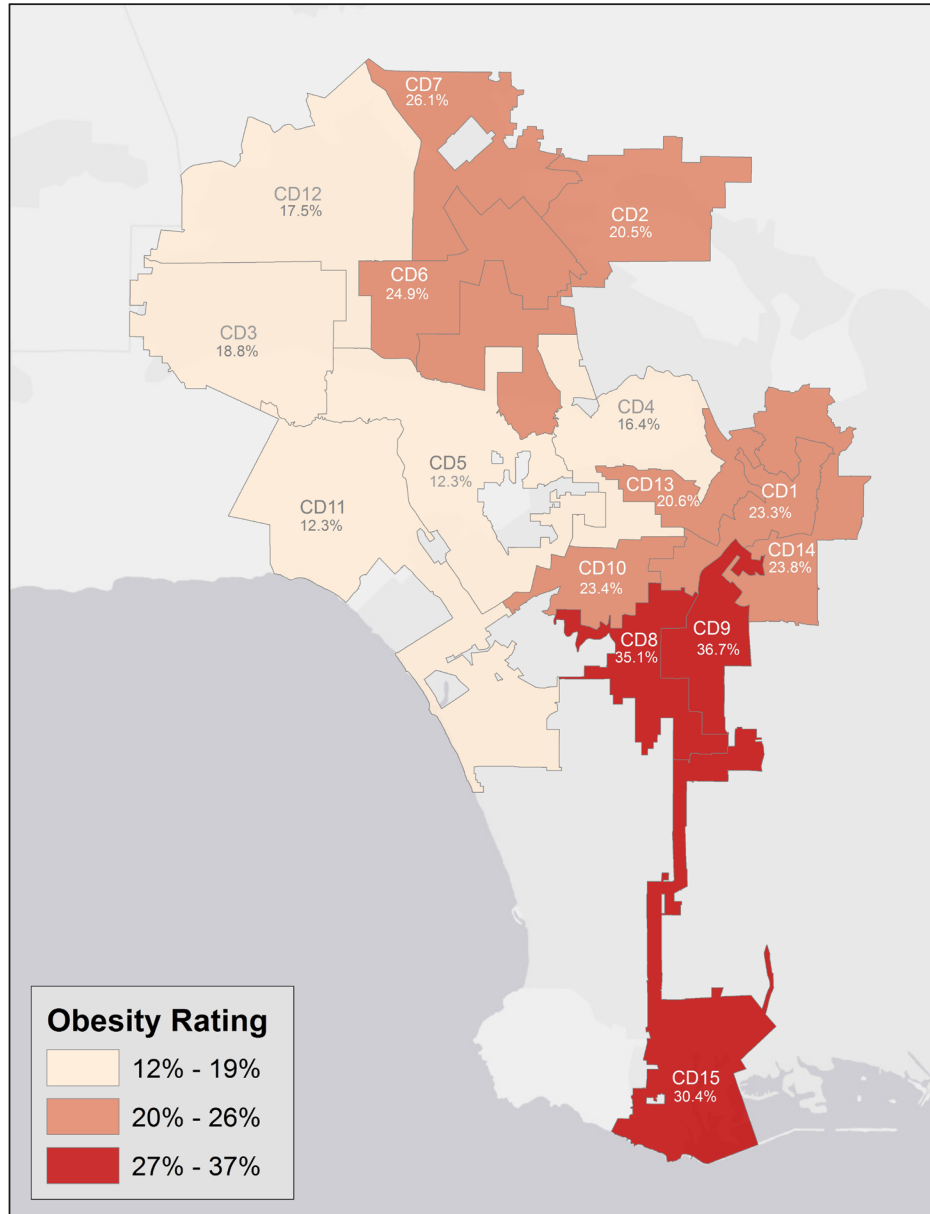 CD7
26.1%
CD12
17.5%
CD2
20.5%
CD6
24.9%
CD3
18.8%
CD4
16.4%
CD5
12.3%
CD13
20.6%
CD1
23.3%
CD11
12.3%
CD14
23.8%
CD10
23.4%
CD9
36.7%
CD8
35.1%
CD15
30.4%
Obesity Rating
12% - 19%
20% - 26%
27% - 37%